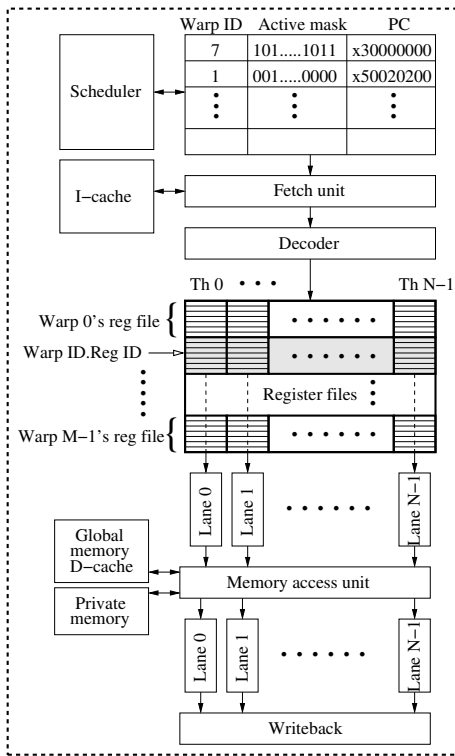 Warp ID Active mask PC
7 101.....1011 x30000000
1 001.....0000 x50020200
Scheduler
I-cache
Fetch unit
Decoder
Th 0 Th N-1
Warp 0's reg file
Warp ID.Reg ID
Register files
Warp M-1's reg file
Lane 0 Lane 1 Lane N-1
Global
memory
D-cache
Memory access unit
Private
memory
Lane 0 Lane 1 Lane N-1
Writeback